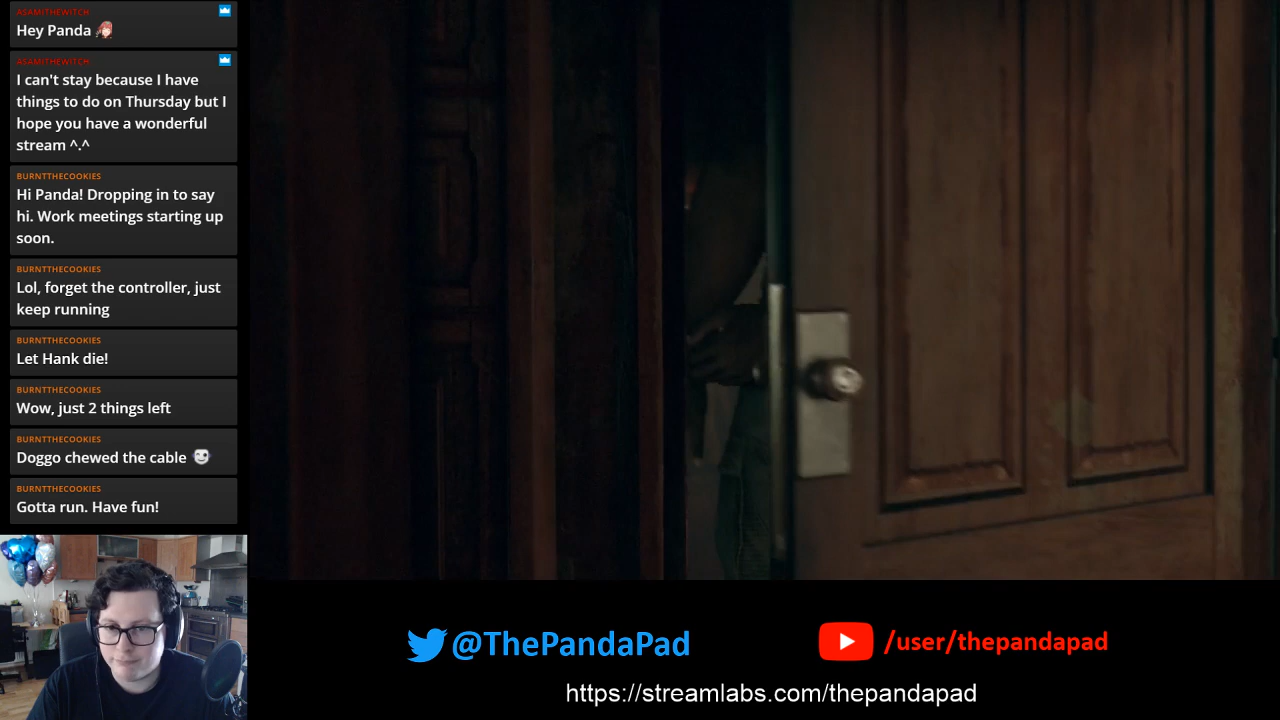 ASAMITHEWITCH
Hey Panda
ASAMITHEWITCH
I can't stay because I have
things to do on Thursday but I
hope you have a wonderful
stream ^.^
BURNTTHECOOKIES
Hi Panda! Dropping in to say
hi. Work meetings starting up
soon.
BURNTTHECOOKIES
Lol, forget the controller, just
keep running
BURNTTHECOOKIES
Let Hank die!
BURNTTHECOOKIES
Wow, just 2 things left
BURNTTHECOOKIES
Doggo chewed the cable
BURNTTHECOOKIES
Gotta run. Have fun!
@ThePandaPad
/user/thepandapad
https://streamlabs.com/thepandapad